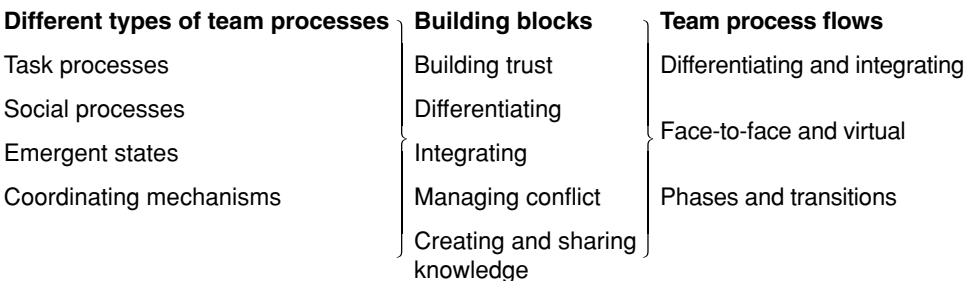 Different types of team processes
Task processes
Social processes
Emergent states
Coordinating mechanisms
Building blocks
Building trust
Differentiating
Integrating
Managing conflict
Creating and sharing
knowledge
Team process flows
Differentiating and integrating
Face-to-face and virtual
Phases and transitions